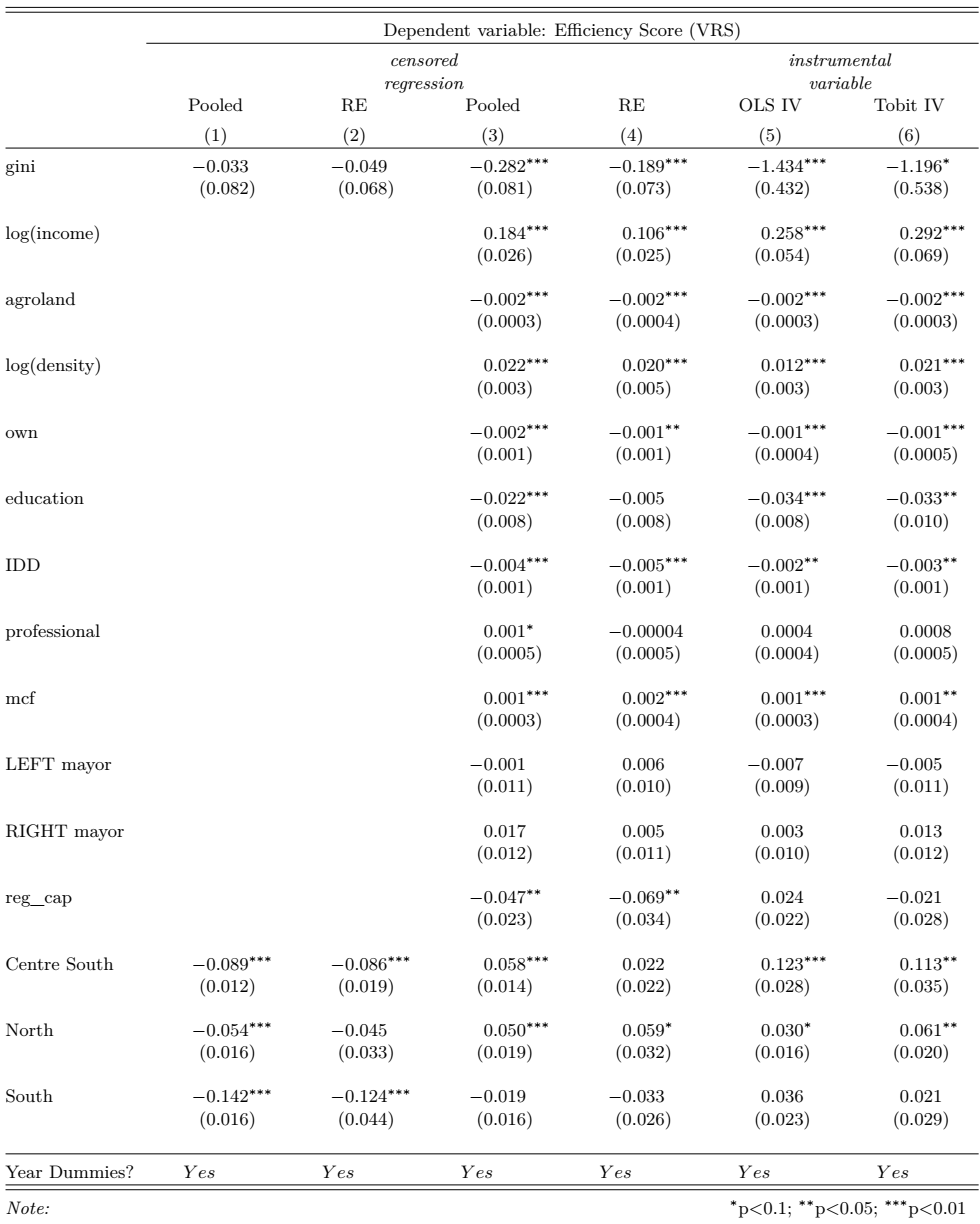 Dependent variable: Efficiency Score (VRS)
censored instrumental
regression variable
Pooled RE Pooled RE OLS IV Tobit IV
(1) (2) (3) (4) (5) (6)
gini −0.033 −0.049 −0.282*** −0.189*** −1.434*** −1.196*
(0.082) (0.068) (0.081) (0.073) (0.432) (0.538)
log(income) 0.184*** 0.106*** 0.258*** 0.292***
(0.026) (0.025) (0.054) (0.069)
agroland −0.002*** −0.002*** −0.002*** −0.002***
(0.0003) (0.0004) (0.0003) (0.0003)
log(density) 0.022*** 0.020*** 0.012*** 0.021***
(0.003) (0.005) (0.003) (0.003)
own −0.002*** −0.001** −0.001*** −0.001***
(0.001) (0.001) (0.0004) (0.0005)
education −0.022*** −0.005 −0.034*** −0.033**
(0.008) (0.008) (0.008) (0.010)
IDD −0.004*** −0.005*** −0.002** −0.003**
(0.001) (0.001) (0.001) (0.001)
professional 0.001* −0.00004 0.0004 0.0008
(0.0005) (0.0005) (0.0004) (0.0005)
mcf 0.001*** 0.002*** 0.001*** 0.001**
(0.0003) (0.0004) (0.0003) (0.0004)
LEFT mayor −0.001 0.006 −0.007 −0.005
(0.011) (0.010) (0.009) (0.011)
RIGHT mayor 0.017 0.005 0.003 0.013
(0.012) (0.011) (0.010) (0.012)
reg_cap −0.047** −0.069** 0.024 −0.021
(0.023) (0.034) (0.022) (0.028)
Centre South −0.089*** −0.086*** 0.058*** 0.022 0.123*** 0.113**
(0.012) (0.019) (0.014) (0.022) (0.028) (0.035)
North −0.054*** −0.045 0.050*** 0.059* 0.030* 0.061**
(0.016) (0.033) (0.019) (0.032) (0.016) (0.020)
South −0.142*** −0.124*** −0.019 −0.033 0.036 0.021
(0.016) (0.044) (0.016) (0.026) (0.023) (0.029)
Year Dummies? Yes Yes Yes Yes Yes Yes
Note: *p<0.1; **p<0.05; ***p<0.01